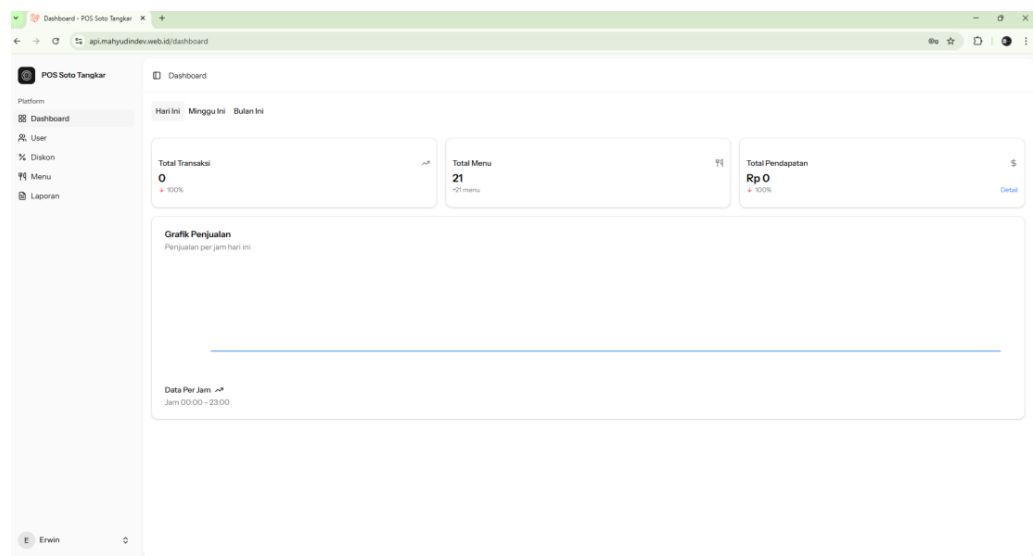 Dashboard - POS Soto Tangkar
api.mahyudindev.web.id/dashboard
POS Soto Tangkar
Platform
Dashboard
User
Diskon
Menu
Laporan
Dashboard
Hari Ini Minggu Ini Bulan Ini
Total Transaksi
0
↓ 100%
Total Menu
21
+21 menu
Total Pendapatan
$
Rp 0
↓ 100%
Detail
Grafik Penjualan
Penjualan per jam hari ini
Data Per Jam
Jam 00:00 - 23:00
E Erwin